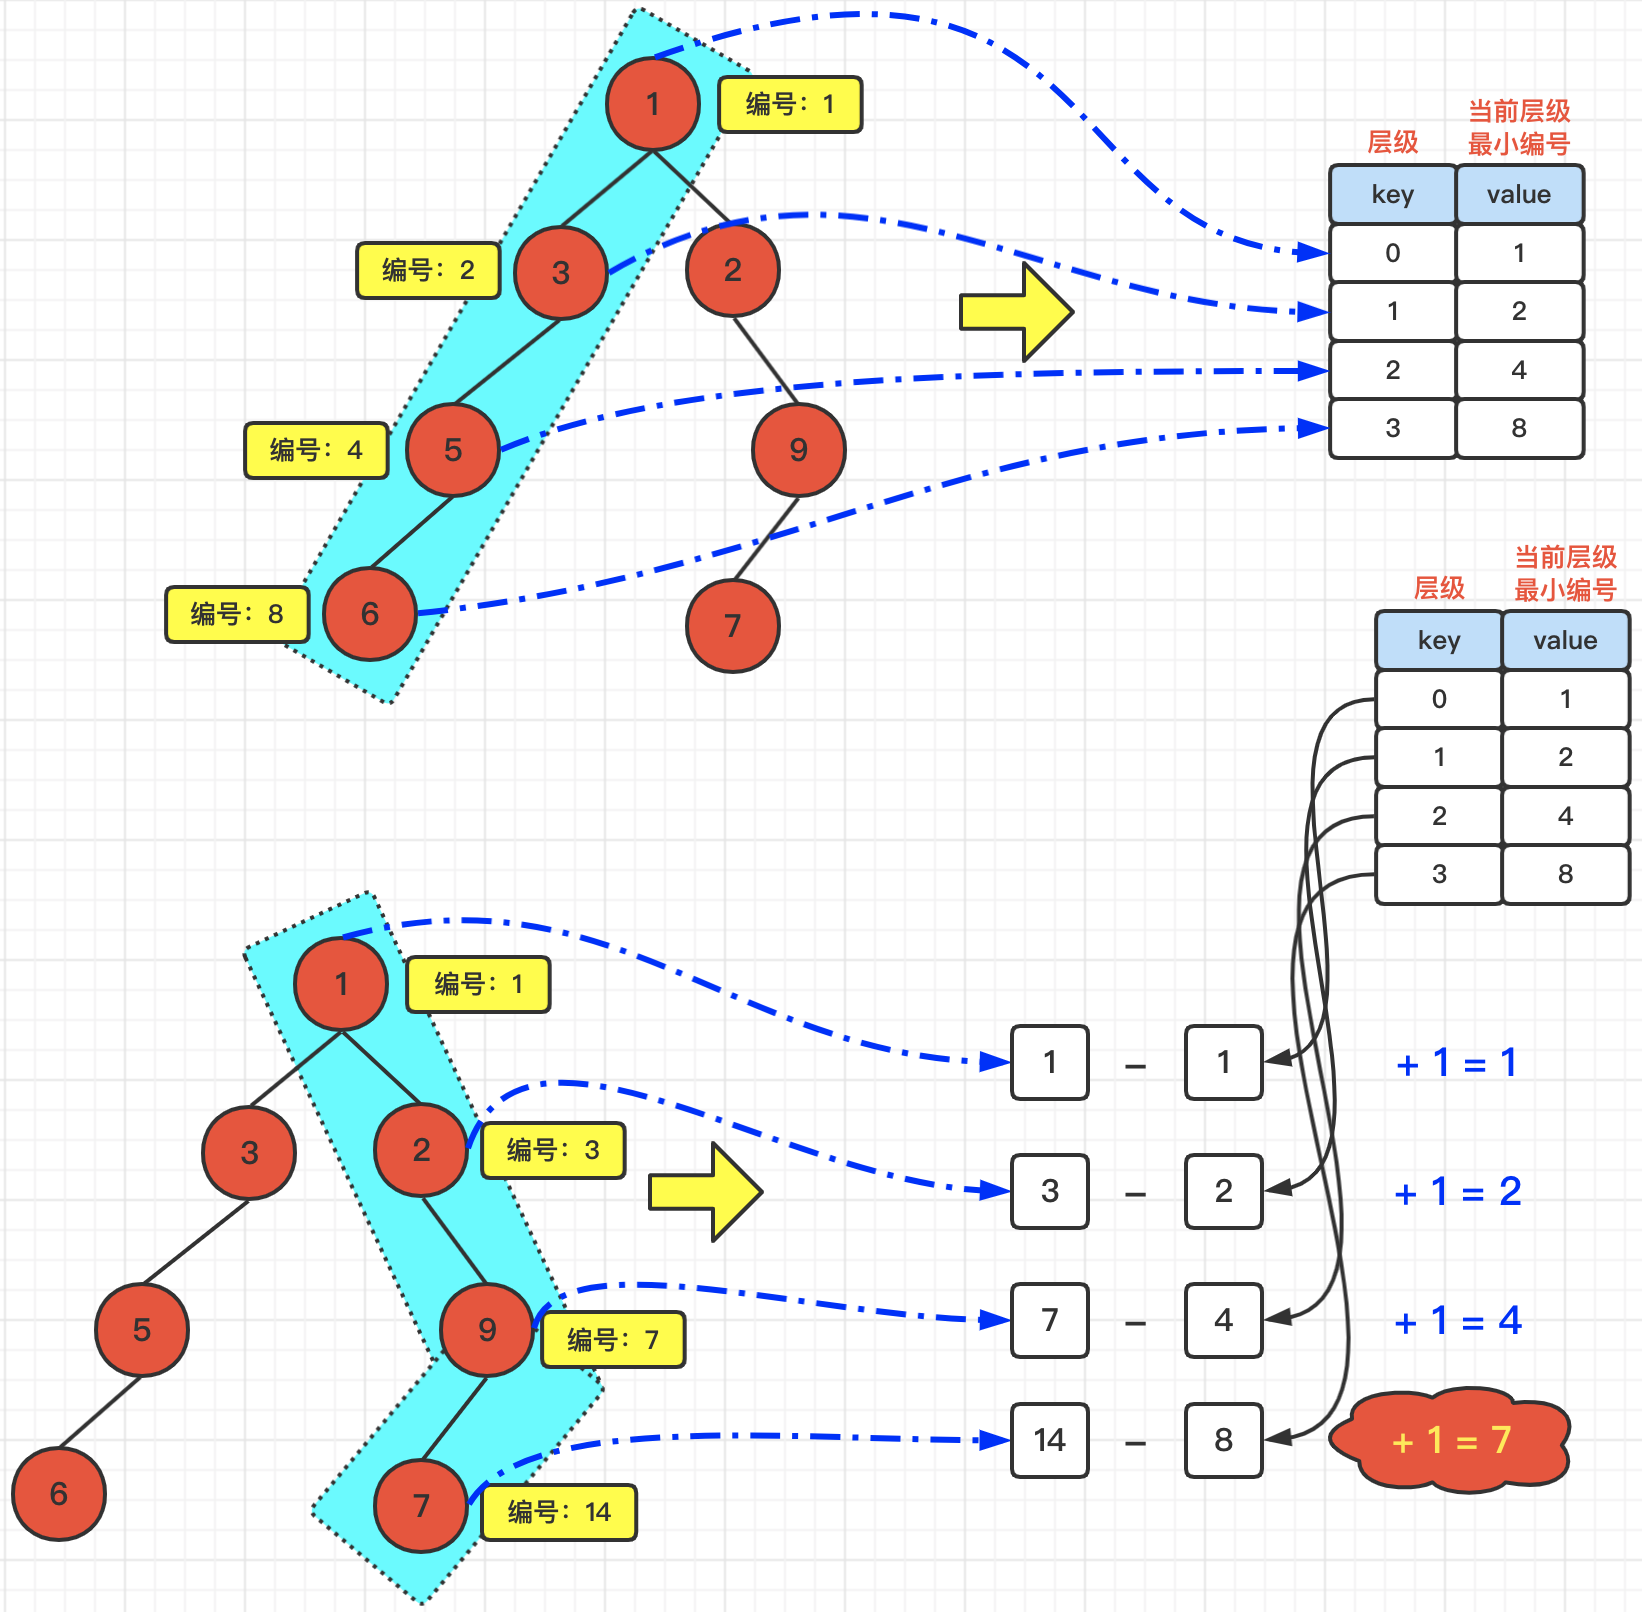 1
编号：1
3
编号：2
2
5
编号：4
9
6
编号：8
7
层级
当前层级
最小编号
key value
0 1
1 2
2 4
3 8
层级
当前层级
最小编号
key value
0 1
1 2
2 4
3 8
1
编号：1
3
2
编号：3
5
9
编号：7
6
7
编号：14
1 – 1 + 1 = 1
3 – 2 + 1 = 2
7 – 4 + 1 = 4
14 – 8 + 1 = 7